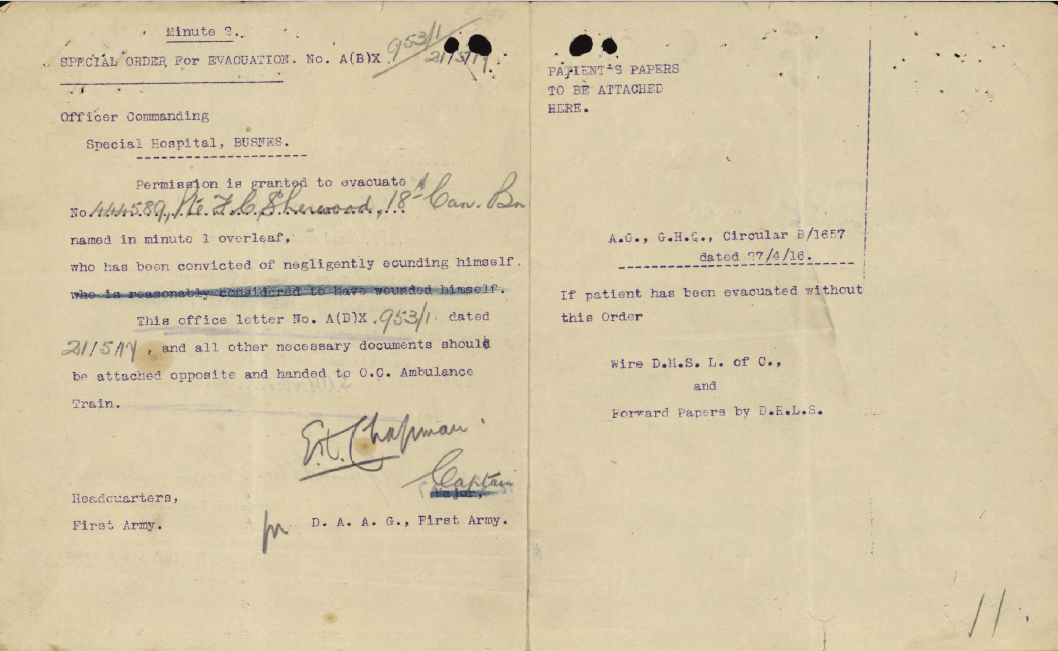 Minute 2.
SPECIAL ORDER For EVACUATION. No. A(B)X 953/1
21/5/17
Officer Commanding
Special Hospital, BUSNES.
Permission is granted to evacuate
No. 444589, Pte F. C. Sherwood, 18th Can. Bn
named in minute 1 overleaf,
who has been convicted of negligently eounding himself.
who is reasonably considered to have wounded himself.
This office letter No. A(B)X 953/1 dated
21/5/17, and all other necessary documents should
be attached opposite and handed to O.C. Ambulance
Train.
Chapman.
Captain
Major,
Headquarters,
First Army.
for D. A. A. G., First Army.
PATIENT'S PAPERS
TO BE ATTACHED
HERE.
A.G., G.H.Q., Circular B/1657
dated 27/4/16.
If patient has been evacuated without
this Order
Wire D.M.S. L. of C.,
and
Forward Papers by D.R.L.S.
11